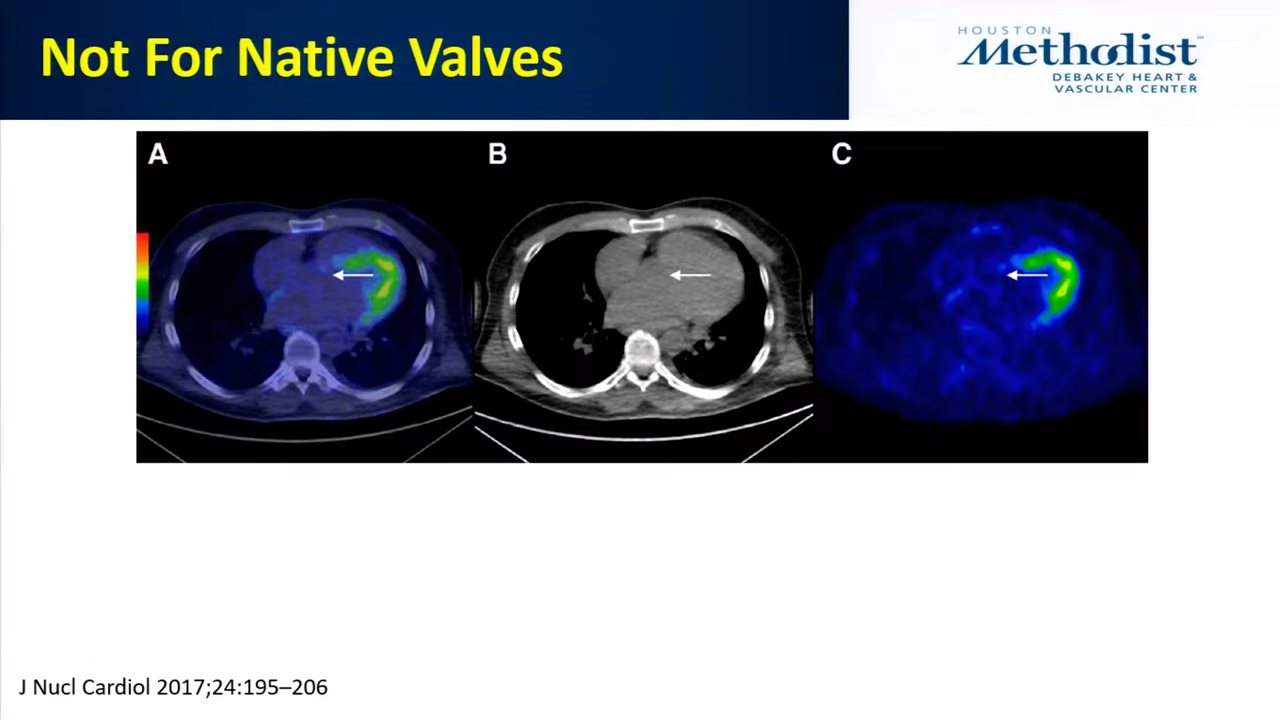 Not For Native Valves
HOUSTON
Methodist
DEBAKEY HEART &
VASCULAR CENTER
A
B
C
J Nucl Cardiol 2017;24:195–206